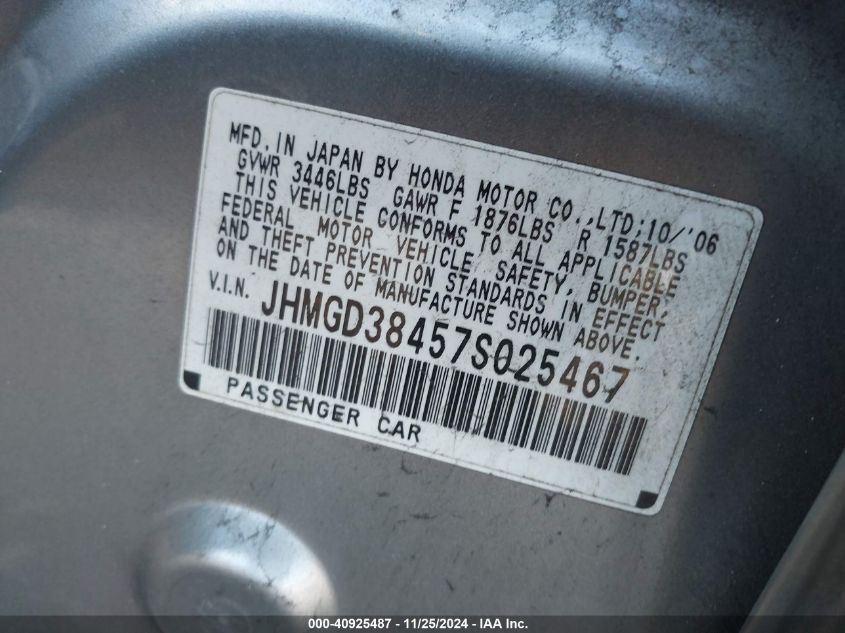 MFD. IN JAPAN BY HONDA MOTOR CO., LTD; 10/'06
GVWR 3446LBS GAWR F 1876LBS R 1587LBS
THIS VEHICLE CONFORMS TO ALL APPLICABLE
FEDERAL MOTOR VEHICLE SAFETY, BUMPER,
AND THEFT PREVENTION STANDARDS IN EFFECT
ON THE DATE OF MANUFACTURE SHOWN ABOVE.
V.I.N. JHMGD38457S025467
PASSENGER CAR
000-40925487 - 11/25/2024 - IAA Inc.